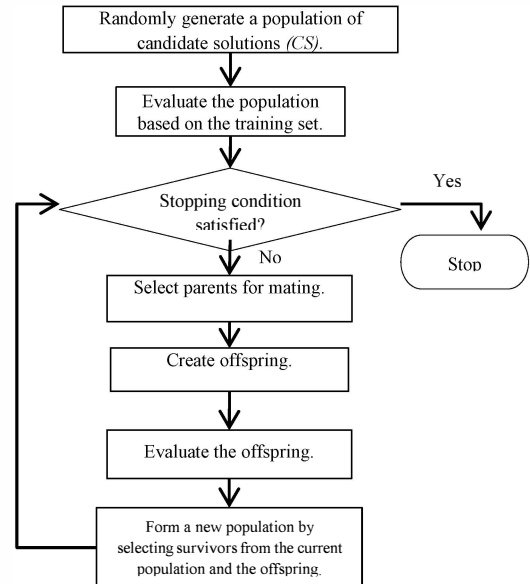 Randomly generate a population of
candidate solutions (CS).
Evaluate the population
based on the training set.
Stopping condition
satisfied?
Yes
Stop
No
Select parents for mating.
Create offspring.
Evaluate the offspring.
Form a new population by
selecting survivors from the current
population and the offspring.